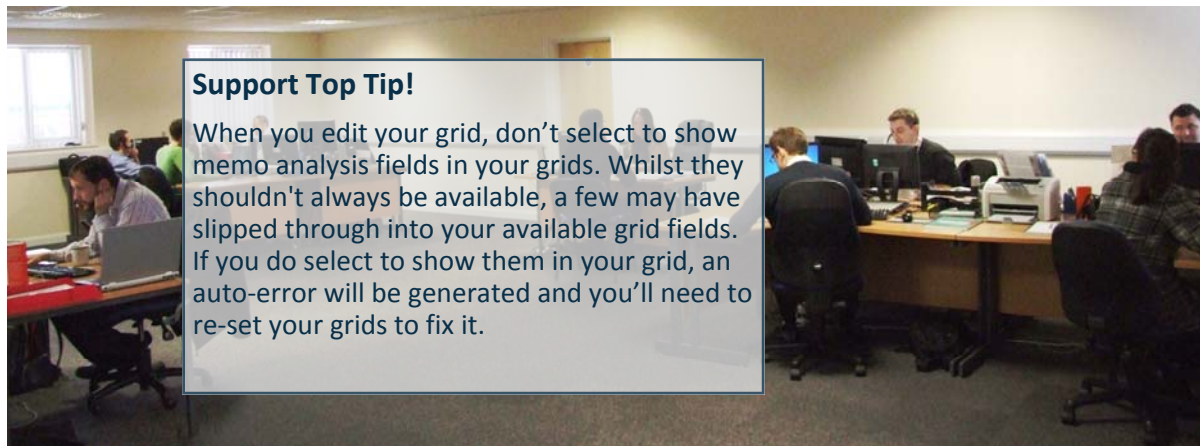 Support Top Tip!
When you edit your grid, don’t select to show
memo analysis fields in your grids. Whilst they
shouldn't always be available, a few may have
slipped through into your available grid fields.
If you do select to show them in your grid, an
auto-error will be generated and you’ll need to
re-set your grids to fix it.